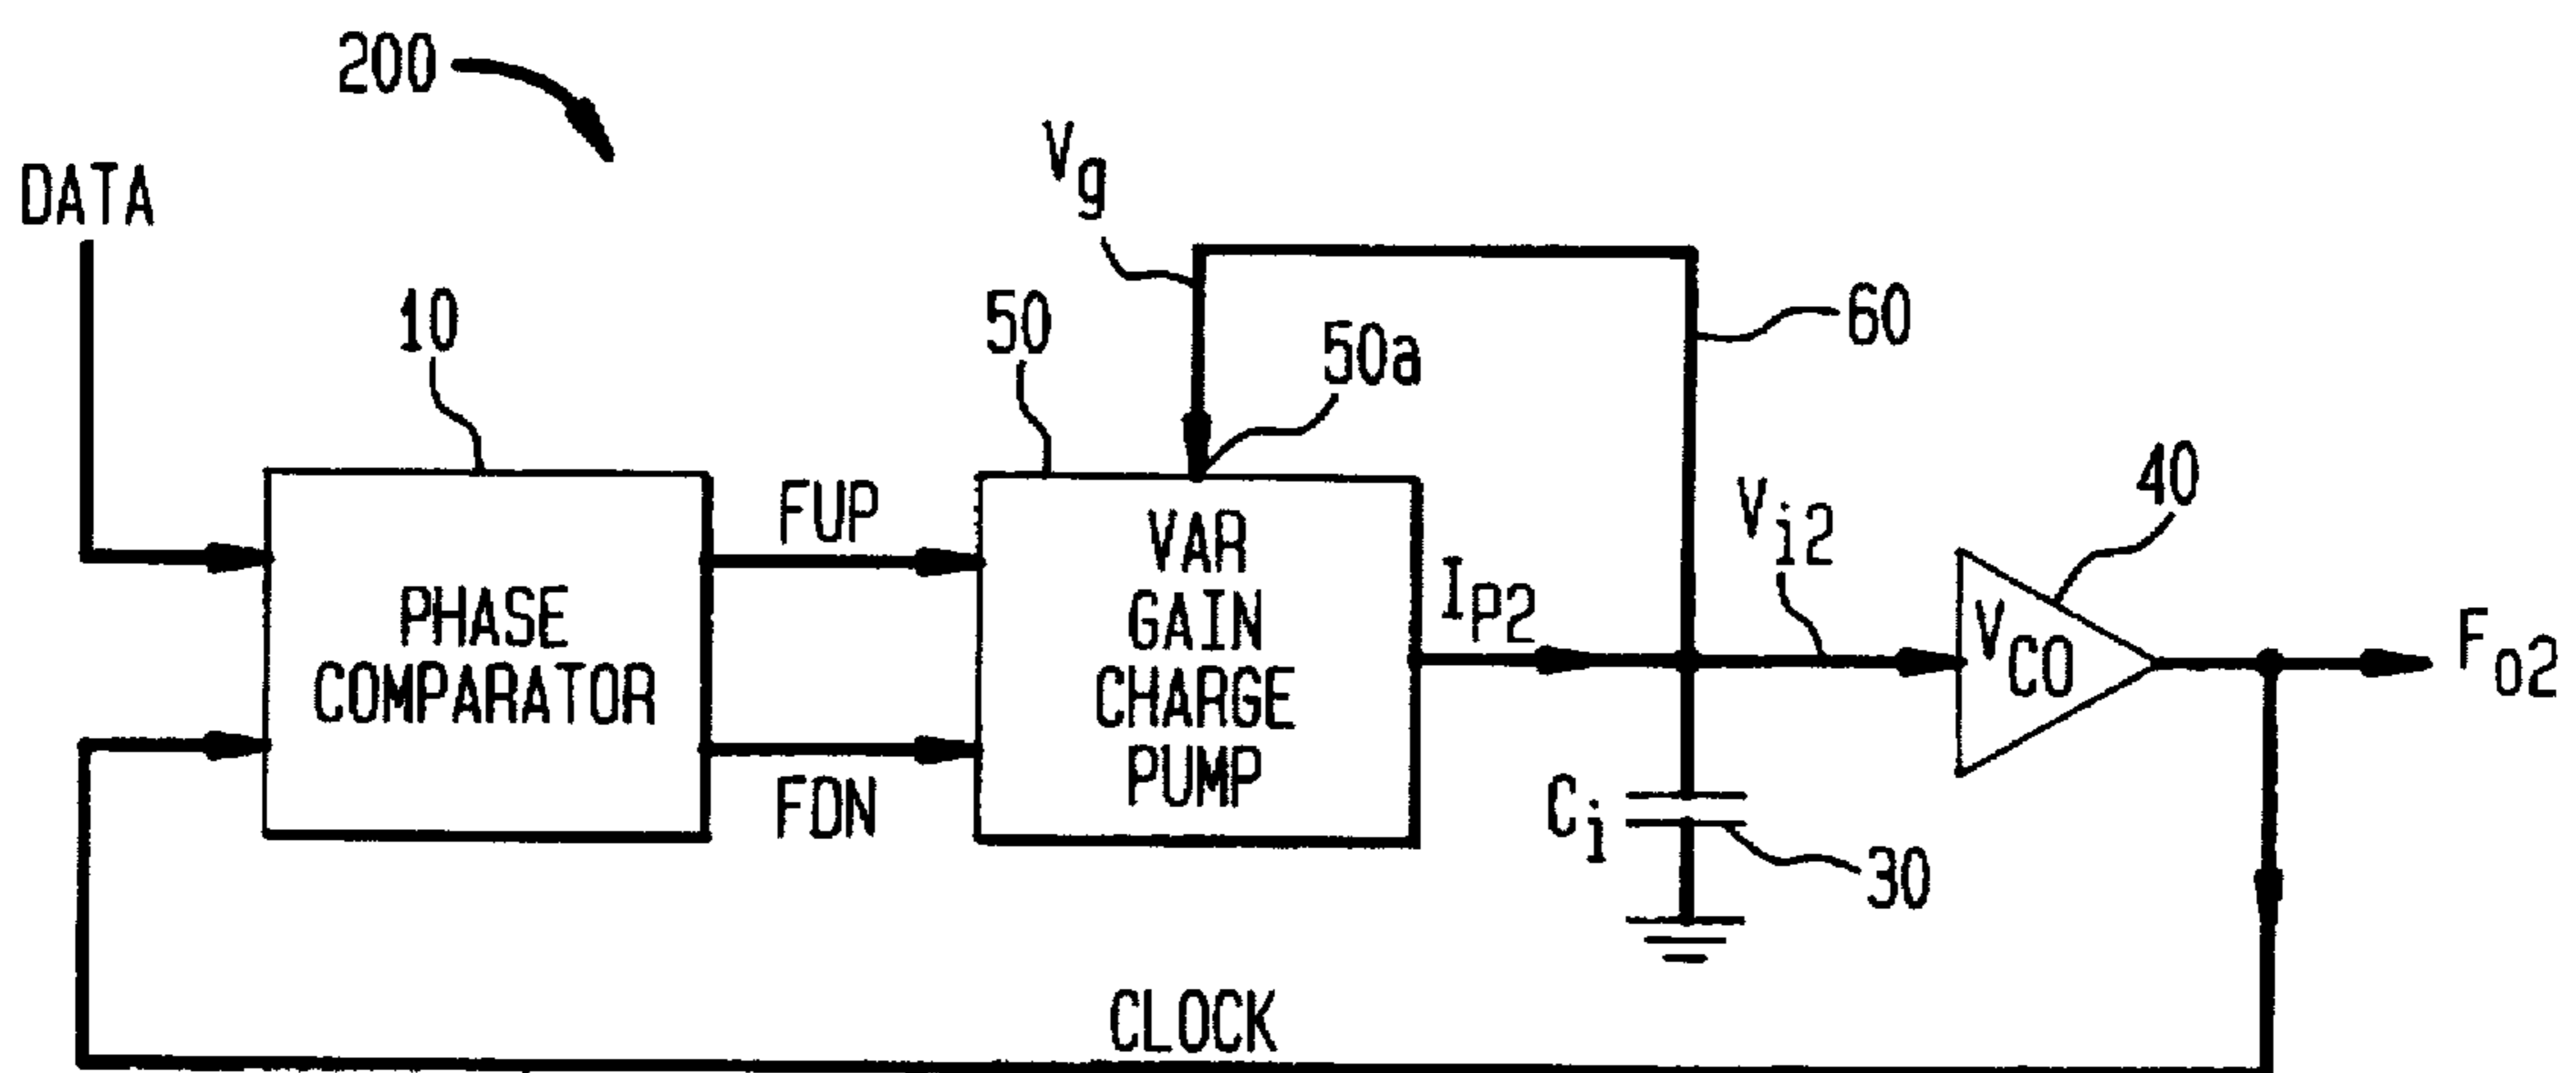 200
DATA
Vg
10
50
50a
60
FUP
FDN
PHASE
COMPARATOR
VAR
GAIN
CHARGE
PUMP
IP2
Vi2
40
VCO
Fo2
Ci
30
CLOCK